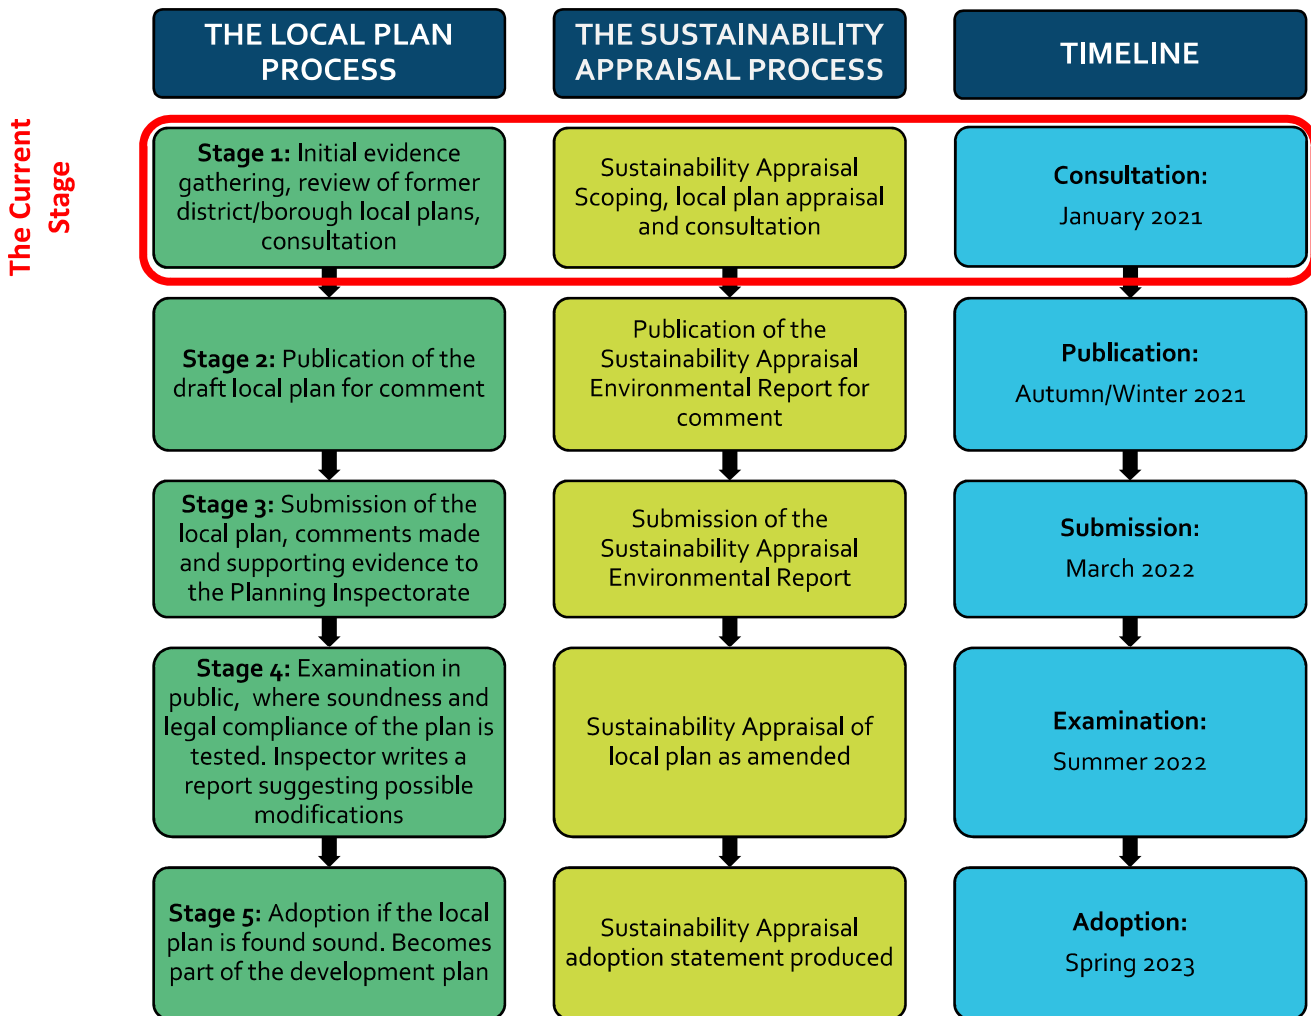 THE LOCAL PLAN
PROCESS
THE SUSTAINABILITY
APPRAISAL PROCESS
TIMELINE
The Current
Stage
Stage 1: Initial evidence
gathering, review of former
district/borough local plans,
consultation
Sustainability Appraisal
Scoping, local plan appraisal
and consultation
Consultation:
January 2021
Stage 2: Publication of the
draft local plan for comment
Publication of the
Sustainability Appraisal
Environmental Report for
comment
Publication:
Autumn/Winter 2021
Stage 3: Submission of the
local plan, comments made
and supporting evidence to
the Planning Inspectorate
Submission of the
Sustainability Appraisal
Environmental Report
Submission:
March 2022
Stage 4: Examination in
public, where soundness and
legal compliance of the plan is
tested. Inspector writes a
report suggesting possible
modifications
Sustainability Appraisal of
local plan as amended
Examination:
Summer 2022
Stage 5: Adoption if the local
plan is found sound. Becomes
part of the development plan
Sustainability Appraisal
adoption statement produced
Adoption:
Spring 2023